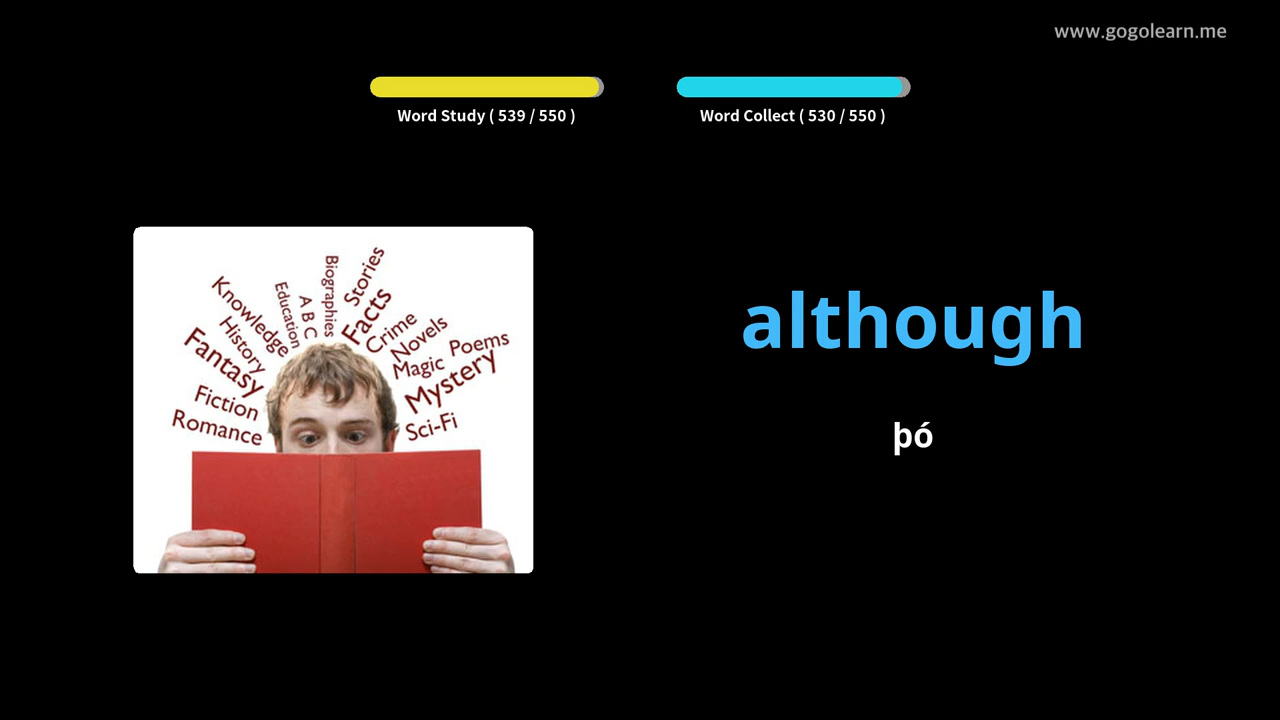 www.gogolearn.me
Word Study ( 539 / 550 )
Word Collect ( 530 / 550 )
although
þó
Knowledge
History
Fantasy
Fiction
Romance
Education
A B C
Biographies
Stories
Facts
Crime
Novels
Magic
Poems
Mystery
Sci-Fi